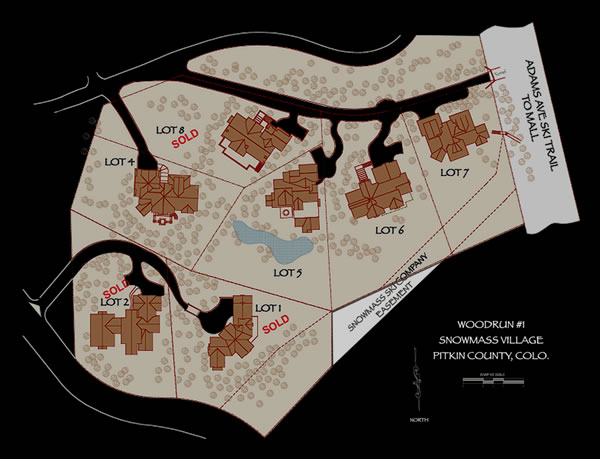 ADAMS AVE SKI TRAIL
TO MALL
LOT 8
SOLD
LOT 4
LOT 7
LOT 6
LOT 5
SOLD
LOT 2
LOT 1
SOLD
SNOWMASS SKI COMPANY
EASEMENT
WOODRUN #1
SNOWMASS VILLAGE
PITKIN COUNTY, COLO.
NORTH